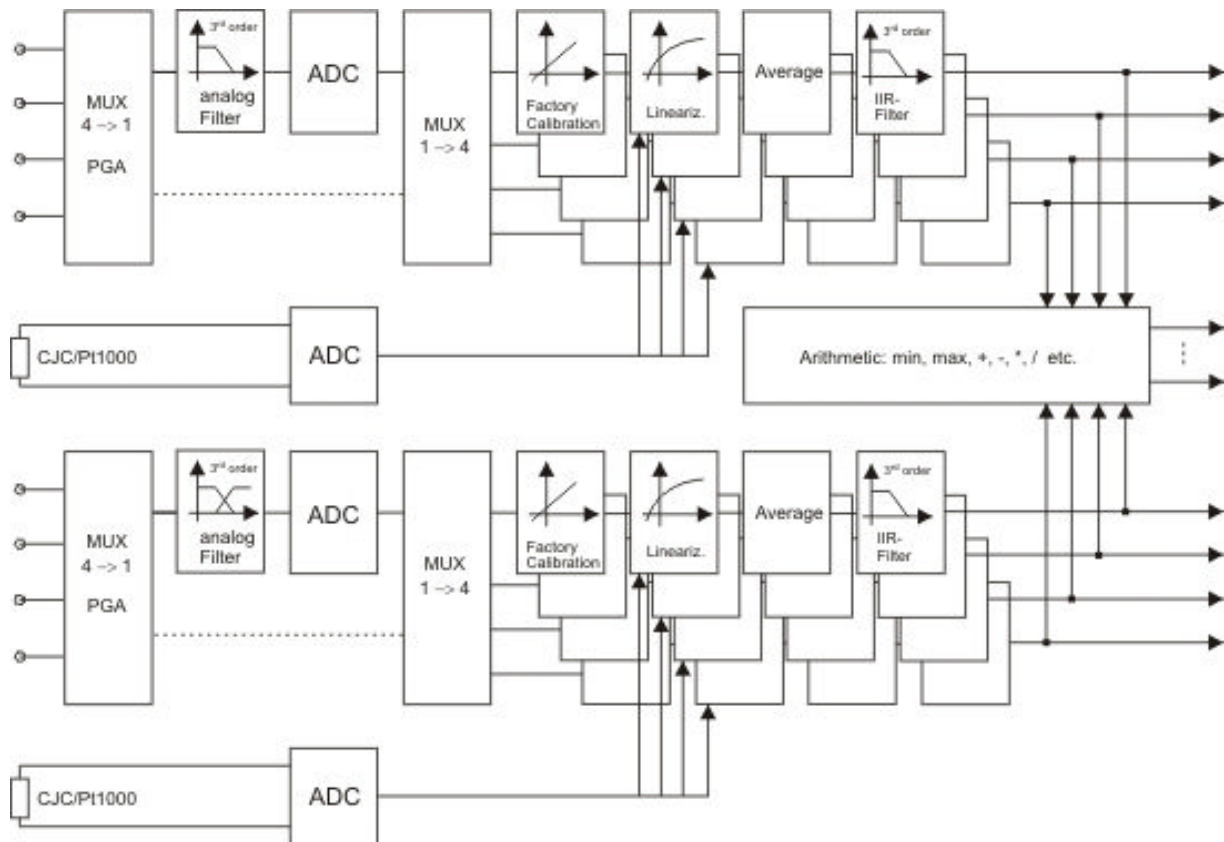 3rd order
analog
Filter
ADC
MUX
4 –> 1
PGA
MUX
1 –> 4
Factory
Calibration
Lineariz.
Average
3rd order
IIR-
Filter
CJC/Pt1000
ADC
Arithmetic: min, max, +, -, *, / etc.
3rd order
analog
Filter
ADC
MUX
4 –> 1
PGA
MUX
1 –> 4
Factory
Calibration
Lineariz.
Average
3rd order
IIR-
Filter
CJC/Pt1000
ADC